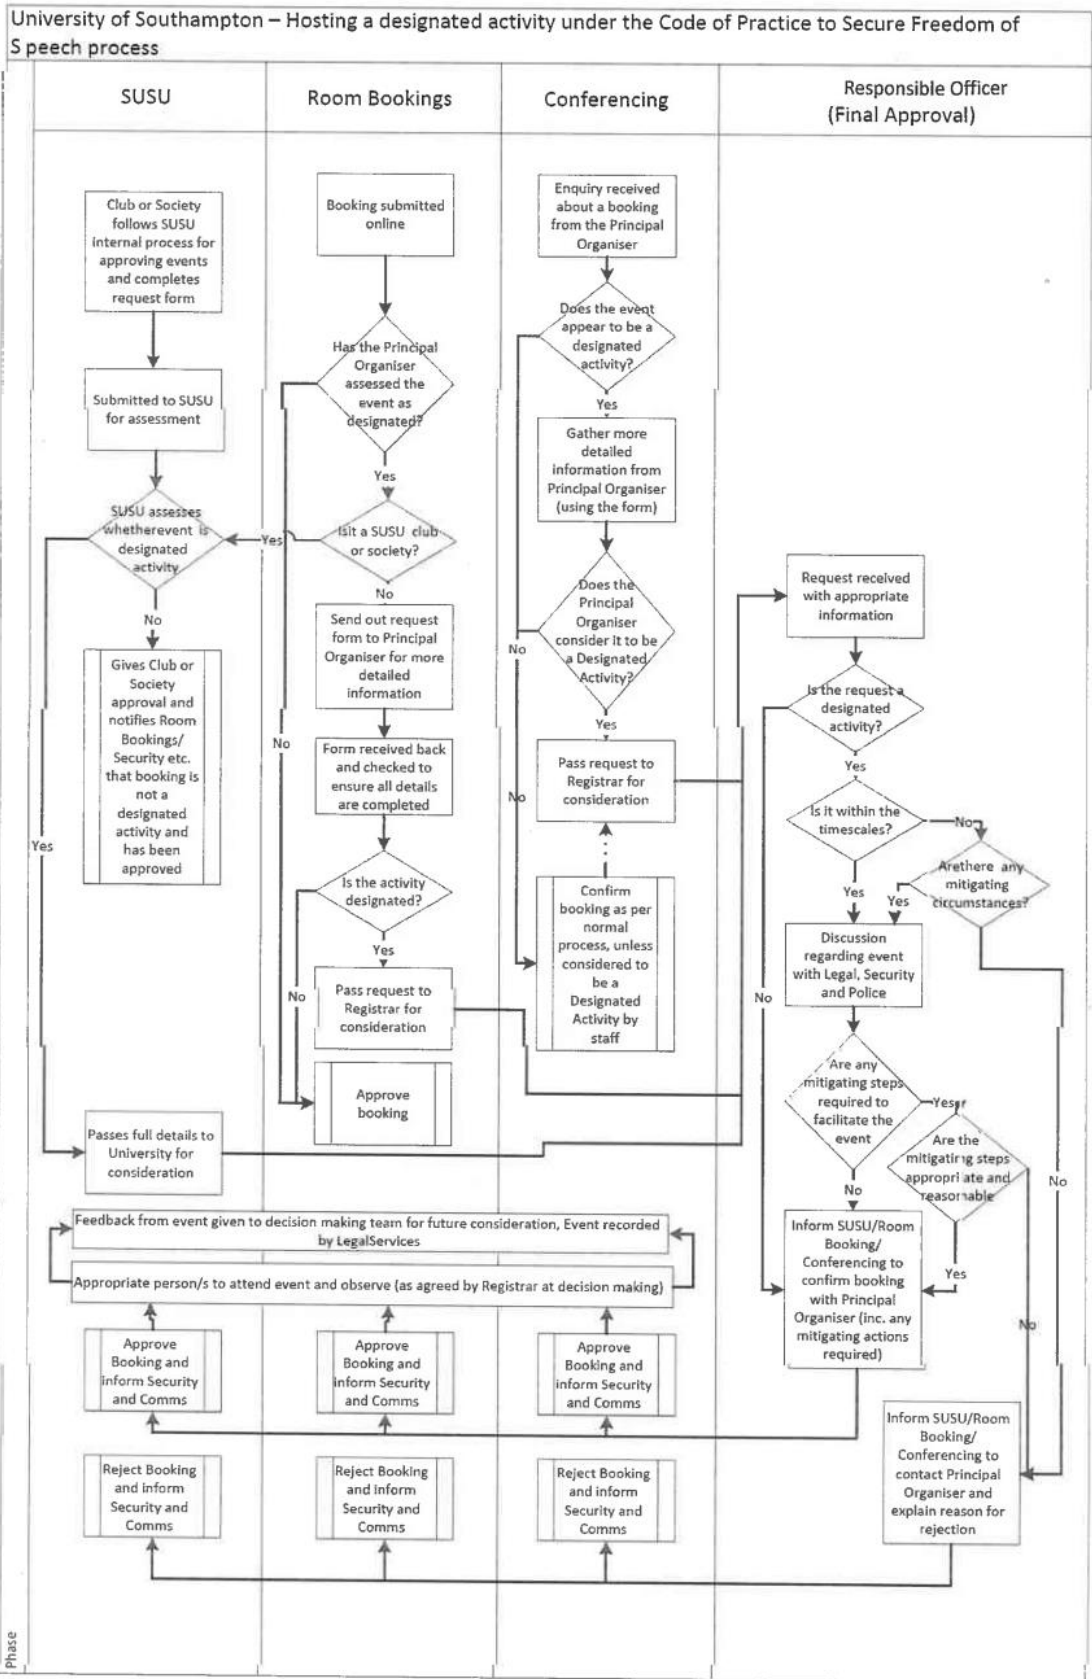 University of Southampton – Hosting a designated activity under the Code of Practice to Secure Freedom of
S peech process
SUSU
Room Bookings
Conferencing
Responsible Officer
(Final Approval)
Club or Society
follows SUSU
internal process for
approving events
and completes
request form
Submitted to SUSU
for assessment
SUSU assesses
whetherevent is
designated
activity
No
Gives Club or
Society
approval and
notifies Room
Bookings/
Security etc.
that booking is
not a
designated
activity and
has been
approved
Yes
Passes full details to
University for
consideration
Booking submitted
online
Has the Principal
Organiser
assessed the
event as
designated?
Yes
Isit a SUSU club
or society?
Yes
No
Send out request
form to Principal
Organiser for more
detailed
information
No
Form received back
and checked to
ensure all details
are completed
Is the activity
designated?
Yes
No
Pass request to
Registrar for
consideration
Approve
booking
Enquiry received
about a booking
from the Principal
Organiser
Does the event
appear to be a
designated
activity?
Yes
Gather more
detailed
information from
Principal Organiser
(using the form)
Does the
Principal
Organiser
consider it to be
a Designated
Activity?
No
Yes
Pass request to
Registrar for
consideration
No
Confirm
booking as per
normal
process, unless
considered to
be a
Designated
Activity by
staff
Request received
with appropriate
information
Is the request a
designated
activity?
Yes
Is it within the
timescales?
No
Arethere any
mitigating
circumstances?
Yes
Yes
Discussion
regarding event
with Legal, Security
and Police
No
Are any
mitigating steps
required to
facilitate the
event
Yes
Are the
mitigating steps
appropriate and
reasonable
No
No
Inform SUSU/Room
Booking/
Conferencing to
confirm booking
with Principal
Organiser (inc. any
mitigating actions
required)
Yes
No
Inform SUSU/Room
Booking/
Conferencing to
contact Principal
Organiser and
explain reason for
rejection
Feedback from event given to decision making team for future consideration, Event recorded
by LegalServices
Appropriate person/s to attend event and observe (as agreed by Registrar at decision making)
Approve
Booking and
inform Security
and Comms
Approve
Booking and
inform Security
and Comms
Approve
Booking and
inform Security
and Comms
Reject Booking
and inform
Security and
Comms
Reject Booking
and inform
Security and
Comms
Reject Booking
and inform
Security and
Comms
Phase